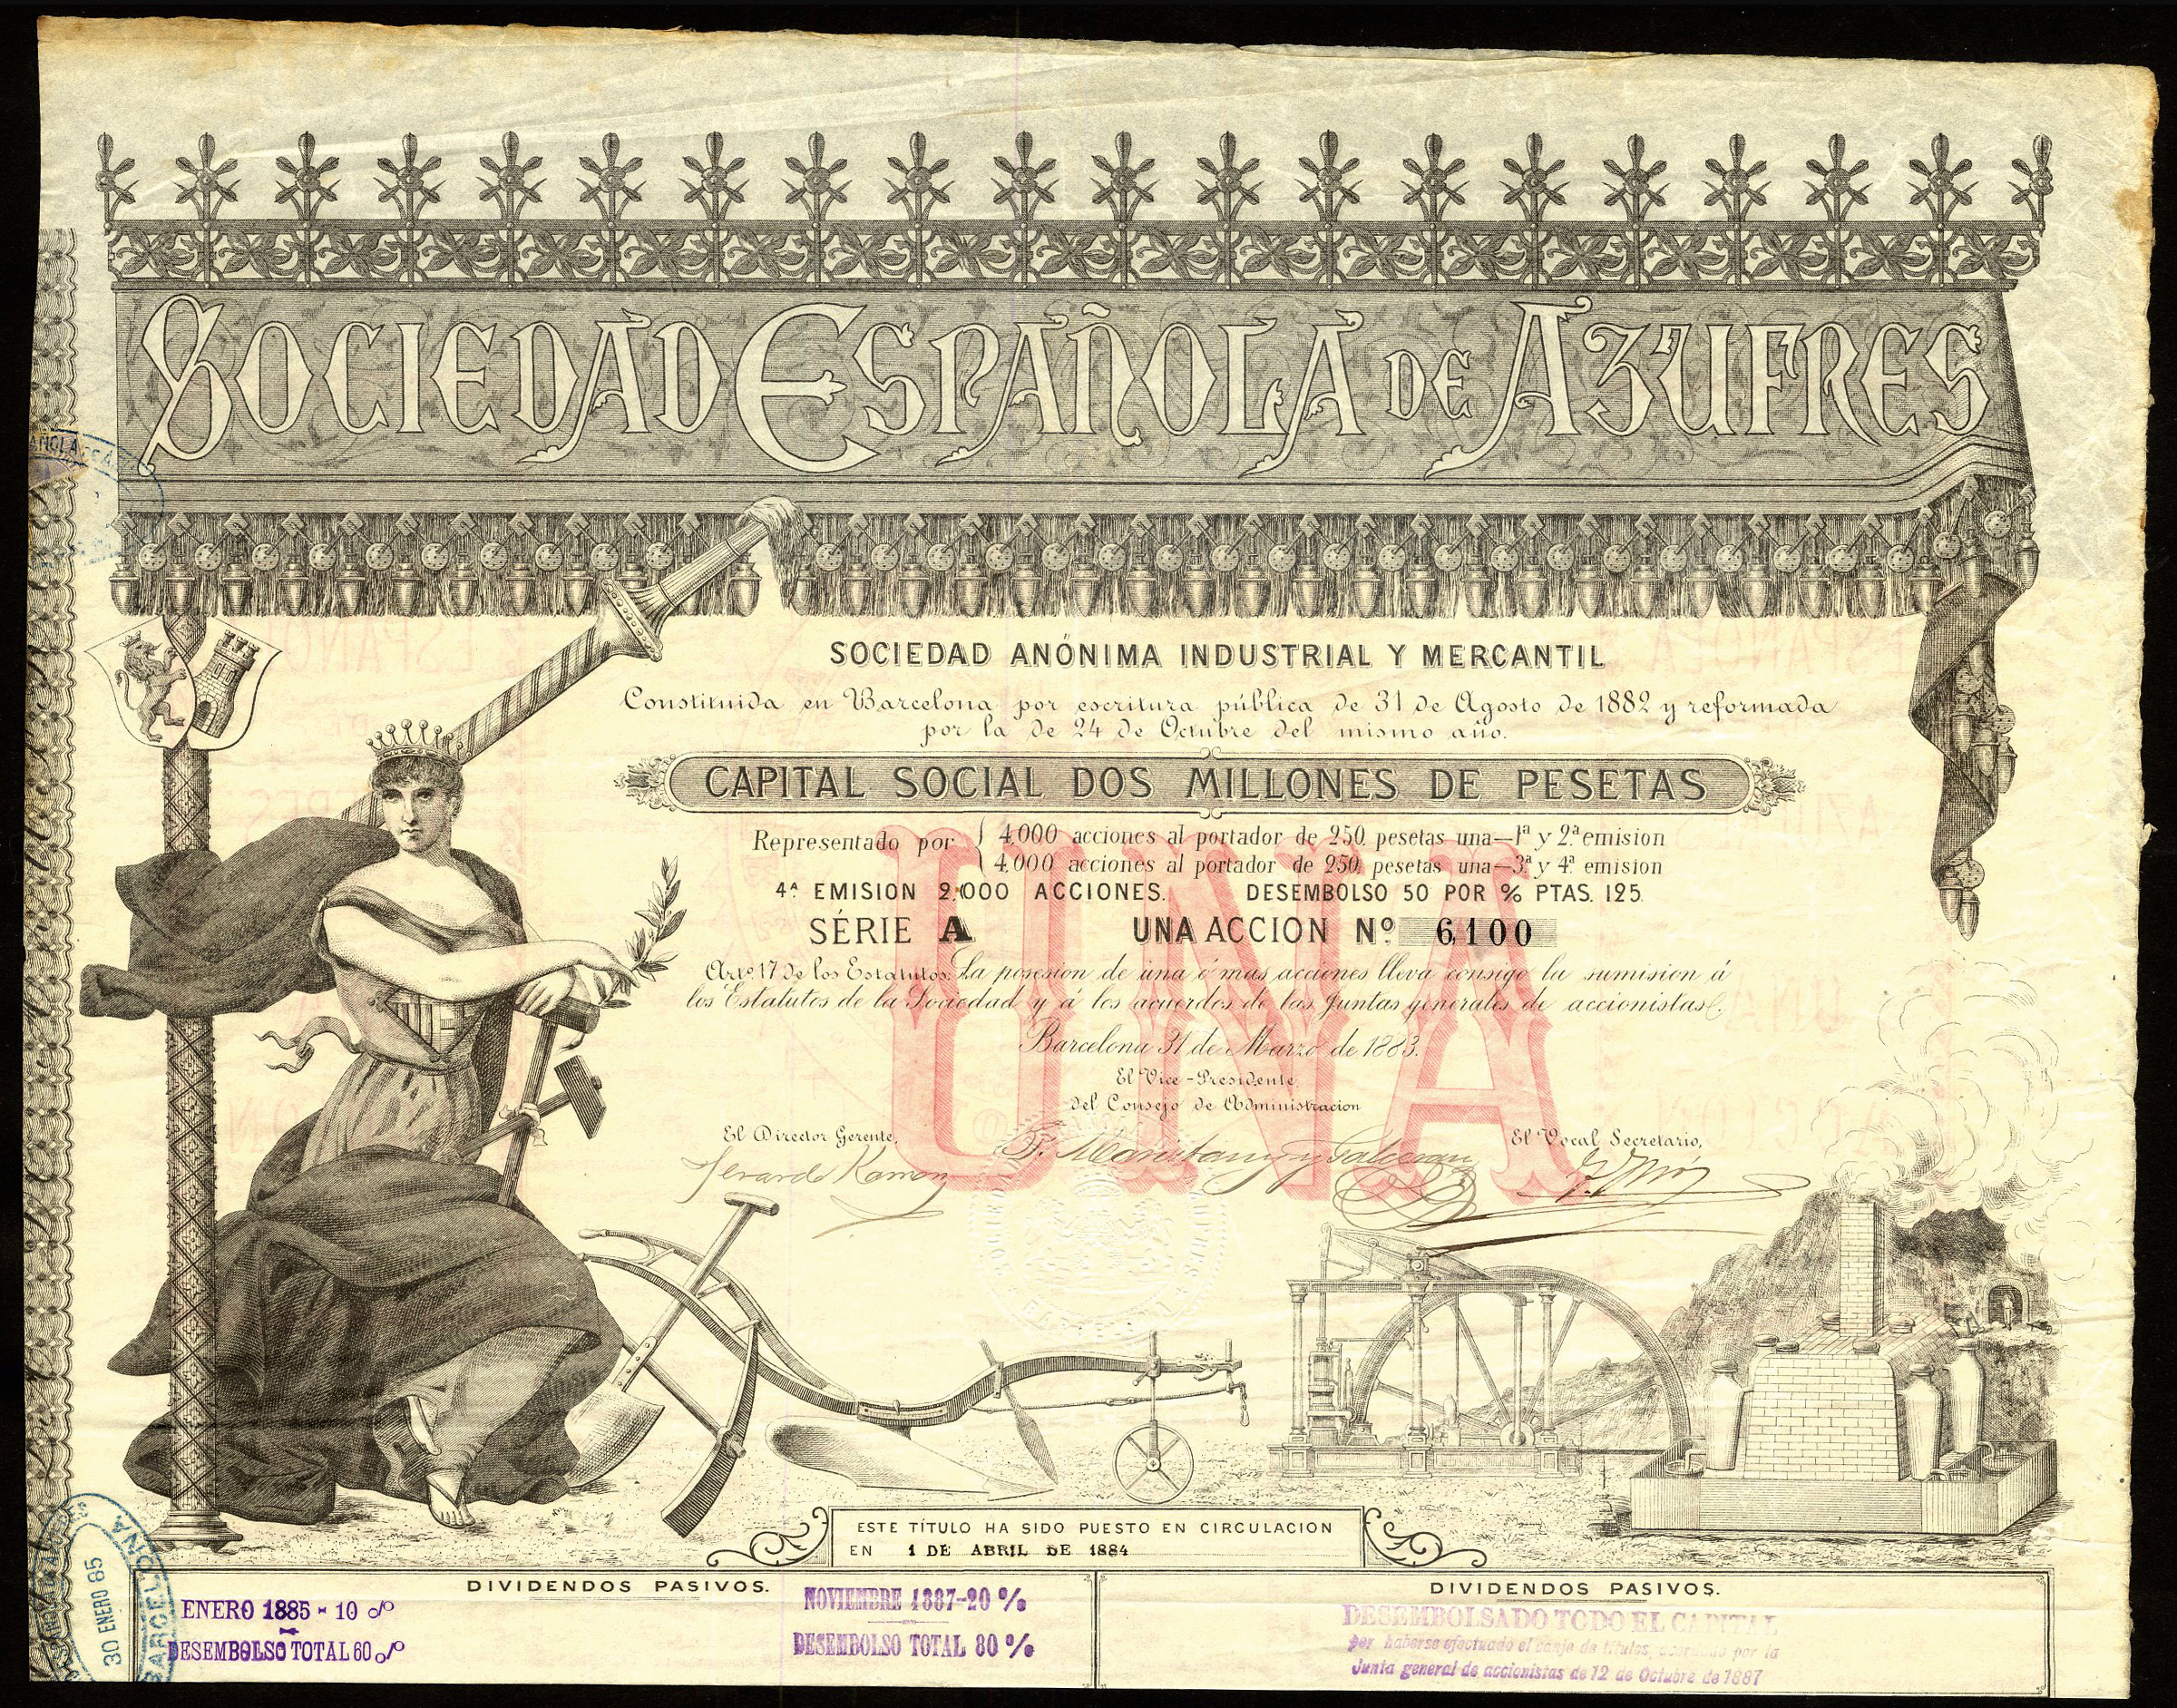 SOCIEDAD ESPAÑOLA DE AZUFRES
SOCIEDAD ANÓNIMA INDUSTRIAL Y MERCANTIL
Constituida en Barcelona por escritura pública de 31 de Agosto de 1882 y reformada
por la de 24 de Octubre del mismo año.
CAPITAL SOCIAL DOS MILLONES DE PESETAS
Representado por
4,000 acciones al portador de 250 pesetas una—1ª y 2ª emision
4,000 acciones al portador de 250 pesetas una—3ª y 4ª emision
4ª EMISION 2,000 ACCIONES. DESEMBOLSO 50 POR % PTAS. 125.
SÉRIE A UNA ACCION Nº 6,100
UNA
Artº 17 de los Estatutos: La posesion de una ó mas acciones lleva consigo la sumision á
los Estatutos de la Sociedad y á los acuerdos de las Juntas generales de accionistas.
Barcelona 31 de Marzo de 1883.
El Vice-Presidente
del Consejo de Administracion
El Director Gerente,
El Vocal Secretario,
ESTE TÍTULO HA SIDO PUESTO EN CIRCULACION
EN 1 DE ABRIL DE 1884
DIVIDENDOS PASIVOS.
ENERO 1885 - 10 o/o
DESEMBOLSO TOTAL 60 o/o
NOVIEMBRE 1887-20 %
DESEMBOLSO TOTAL 80 %
DIVIDENDOS PASIVOS.
DESEMBOLSADO TODO EL CAPITAL
por haberse efectuado el canje de títulos, acordado por la
Junta general de accionistas de 12 de Octubre de 1887
30 ENERO 85
BARCELONA